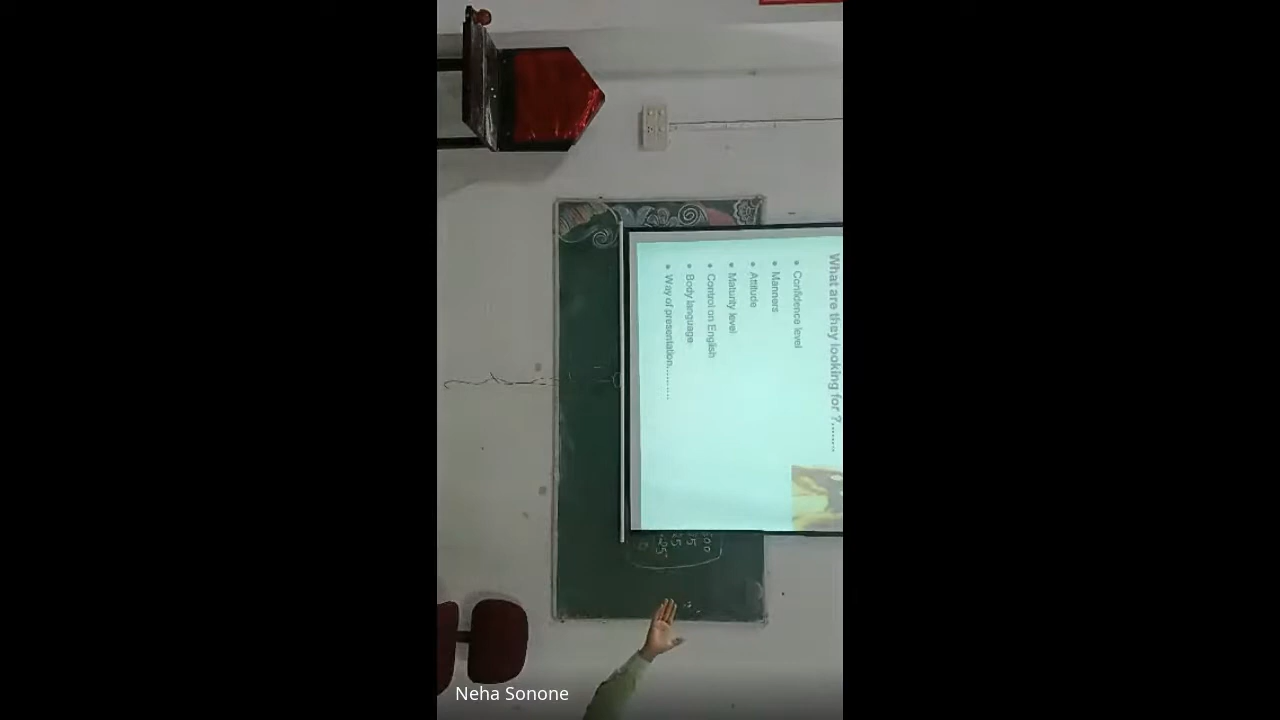 What are they looking for ?.......
• Confidence level
• Manners
• Attitude
• Maturity level
• Control on English
• Body language
• Way of presentation..........
Neha Sonone